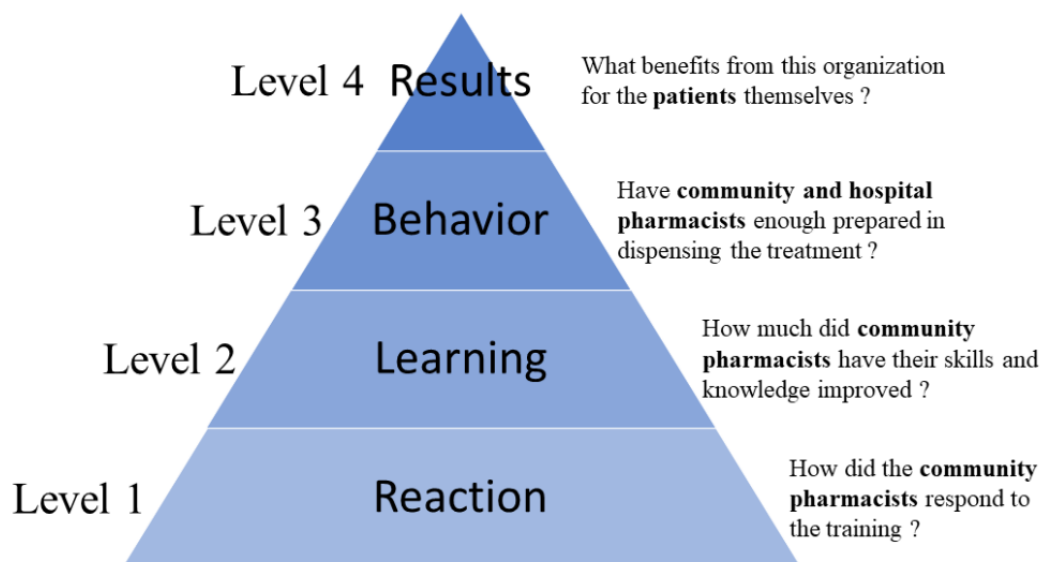 Level 4 Results
What benefits from this organization
for the patients themselves ?
Level 3 Behavior
Have community and hospital
pharmacists enough prepared in
dispensing the treatment ?
Level 2 Learning
How much did community
pharmacists have their skills and
knowledge improved ?
Level 1 Reaction
How did the community
pharmacists respond to
the training ?